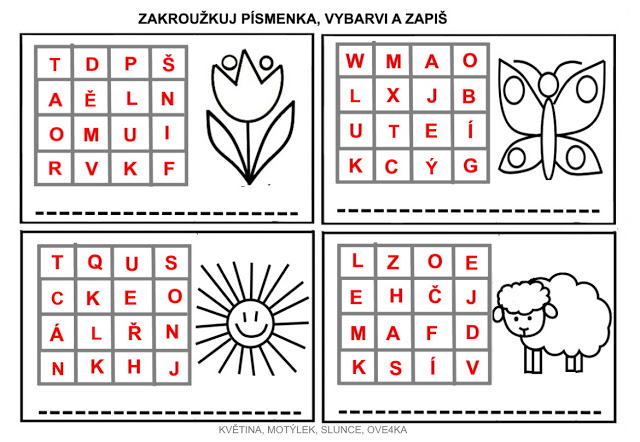 ZAKROUŽKUJ PÍSMENKA, VYBARVI A ZAPIŠ
T D P Š
A Ě L N
O M U I
R V K F
W M A O
L X J B
U T E Í
K C Ý G
T Q U S
C K E O
Á L Ř N
N K H J
L Z O E
E H Č J
M A F D
K S Í V
KVĚTINA, MOTÝLEK, SLUNCE, OVE4KA